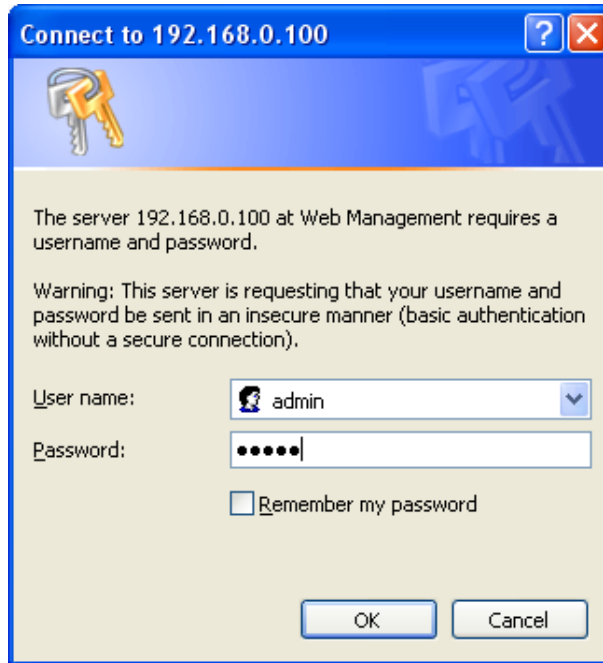 Connect to 192.168.0.100
The server 192.168.0.100 at Web Management requires a
username and password.
Warning: This server is requesting that your username and
password be sent in an insecure manner (basic authentication
without a secure connection).
User name:
admin
Password:
•••••
Remember my password
OK
Cancel